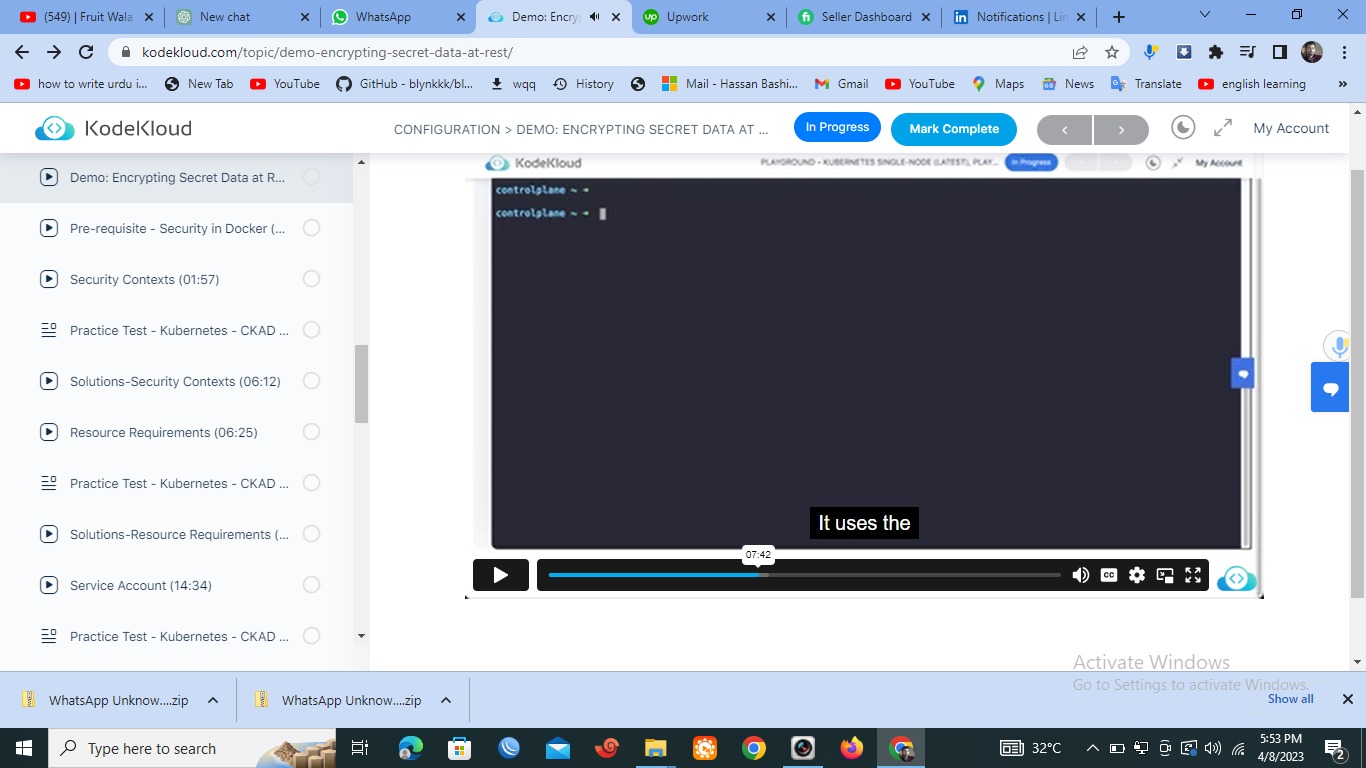 (549) | Fruit Wala
New chat
WhatsApp
Demo: Encry
Upwork
Seller Dashboard
Notifications | Lin
kodekloud.com/topic/demo-encrypting-secret-data-at-rest/
how to write urdu i...
New Tab
YouTube
GitHub - blynkkk/bl...
wqq
History
Mail - Hassan Bashi...
Gmail
YouTube
Maps
News
Translate
english learning
»
KodeKloud
CONFIGURATION > DEMO: ENCRYPTING SECRET DATA AT ...
In Progress
Mark Complete
My Account
Demo: Encrypting Secret Data at R...
Pre-requisite - Security in Docker (...
Security Contexts (01:57)
Practice Test - Kubernetes - CKAD ...
Solutions-Security Contexts (06:12)
Resource Requirements (06:25)
Practice Test - Kubernetes - CKAD ...
Solutions-Resource Requirements (...
Service Account (14:34)
Practice Test - Kubernetes - CKAD ...
KodeKloud
PLAYGROUND - KUBERNETES SINGLE-NODE (LATEST), PLAY...
In Progress
My Account
controlplane ~ ➜
controlplane ~ ➜
It uses the
07:42
CC
Activate Windows
Go to Settings to activate Windows.
WhatsApp Unknow....zip
WhatsApp Unknow....zip
Show all
Type here to search
32°C
5:53 PM
4/8/2023
2